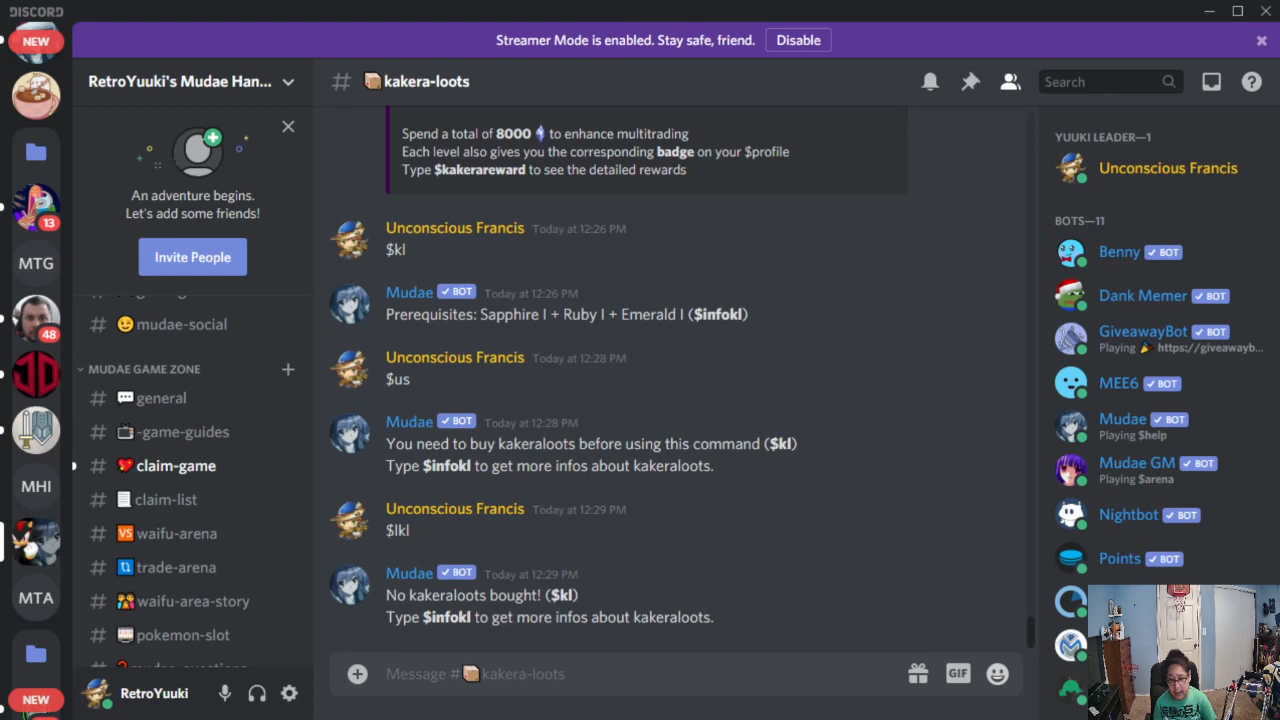 DISCORD
Streamer Mode is enabled. Stay safe, friend.
Disable
NEW
13
MTG
48
MHI
MTA
NEW
RetroYuuki's Mudae Han...
An adventure begins.
Let's add some friends!
Invite People
# mudae-social
MUDAE GAME ZONE
# general
# -game-guides
# claim-game
# claim-list
# VS waifu-arena
# trade-arena
# waifu-area-story
# pokemon-slot
RetroYuuki
# kakera-loots
Search
Spend a total of 8000 to enhance multitrading
Each level also gives you the corresponding badge on your $profile
Type $kakerareward to see the detailed rewards
Unconscious Francis Today at 12:26 PM
$kl
Mudae BOT Today at 12:26 PM
Prerequisites: Sapphire I + Ruby I + Emerald I ($infokl)
Unconscious Francis Today at 12:28 PM
$us
Mudae BOT Today at 12:28 PM
You need to buy kakeraloots before using this command ($kl)
Type $infokl to get more infos about kakeraloots.
Unconscious Francis Today at 12:29 PM
$lkl
Mudae BOT Today at 12:29 PM
No kakeraloots bought! ($kl)
Type $infokl to get more infos about kakeraloots.
Message # kakera-loots
GIF
YUUKI LEADER—1
Unconscious Francis
BOTS—11
Benny BOT
Dank Memer BOT
GiveawayBot BOT
Playing https://giveawayb...
MEE6 BOT
Mudae BOT
Playing $help
Mudae GM BOT
Playing $arena
Nightbot BOT
Points BOT